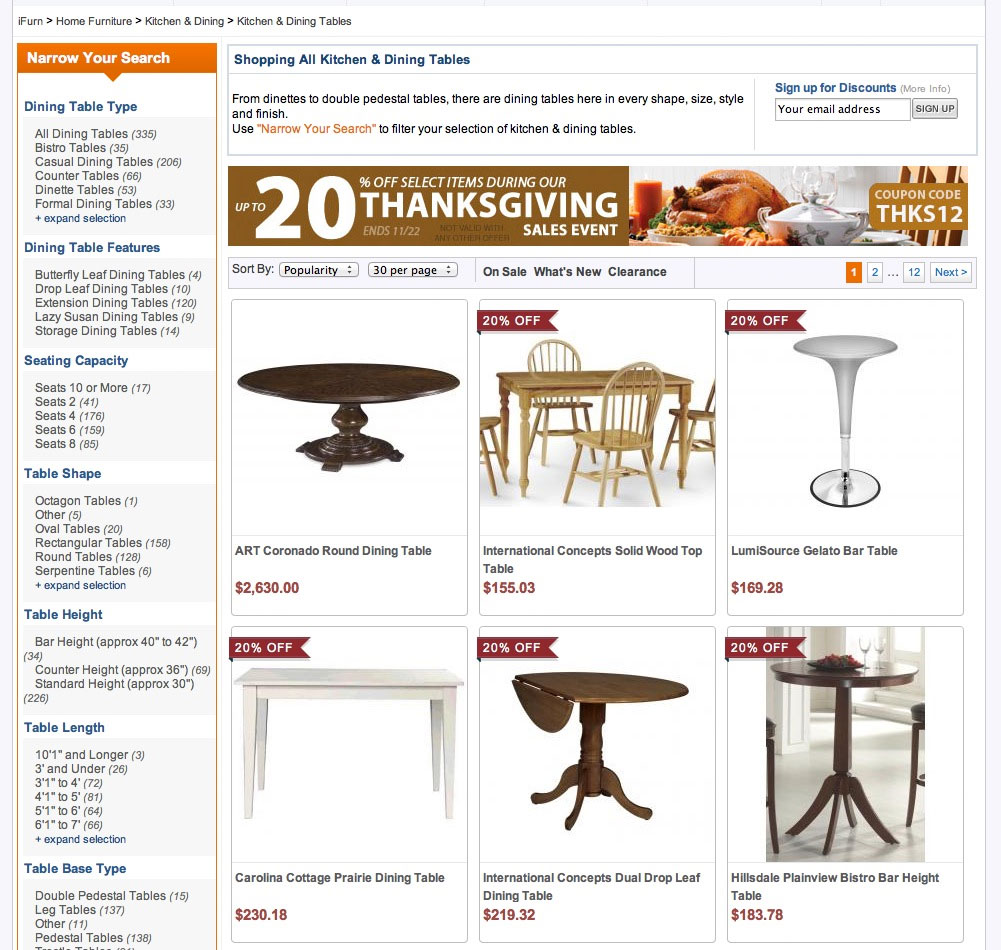 iFurn > Home Furniture > Kitchen & Dining > Kitchen & Dining Tables
Narrow Your Search
Dining Table Type
All Dining Tables (335)
Bistro Tables (35)
Casual Dining Tables (206)
Counter Tables (66)
Dinette Tables (53)
Formal Dining Tables (33)
+ expand selection
Dining Table Features
Butterfly Leaf Dining Tables (4)
Drop Leaf Dining Tables (10)
Extension Dining Tables (120)
Lazy Susan Dining Tables (9)
Storage Dining Tables (14)
Seating Capacity
Seats 10 or More (17)
Seats 2 (41)
Seats 4 (176)
Seats 6 (159)
Seats 8 (85)
Table Shape
Octagon Tables (1)
Other (5)
Oval Tables (20)
Rectangular Tables (158)
Round Tables (128)
Serpentine Tables (6)
+ expand selection
Table Height
Bar Height (approx 40" to 42")
(34)
Counter Height (approx 36") (69)
Standard Height (approx 30")
(226)
Table Length
10'1" and Longer (3)
3' and Under (26)
3'1" to 4' (72)
4'1" to 5' (81)
5'1" to 6' (64)
6'1" to 7' (66)
+ expand selection
Table Base Type
Double Pedestal Tables (15)
Leg Tables (137)
Other (11)
Pedestal Tables (138)
Shopping All Kitchen & Dining Tables
From dinettes to double pedestal tables, there are dining tables here in every shape, size, style
and finish.
Use "Narrow Your Search" to filter your selection of kitchen & dining tables.
Sign up for Discounts (More Info)
Your email address SIGN UP
UP TO 20 % OFF SELECT ITEMS DURING OUR
THANKSGIVING
ENDS 11/22 NOT VALID WITH ANY OTHER OFFER SALES EVENT
COUPON CODE
THKS12
Sort By: Popularity 30 per page On Sale What's New Clearance 1 2 ... 12 Next >
ART Coronado Round Dining Table
$2,630.00
20% OFF
International Concepts Solid Wood Top
Table
$155.03
20% OFF
LumiSource Gelato Bar Table
$169.28
20% OFF
Carolina Cottage Prairie Dining Table
$230.18
20% OFF
International Concepts Dual Drop Leaf
Dining Table
$219.32
20% OFF
Hillsdale Plainview Bistro Bar Height
Table
$183.78